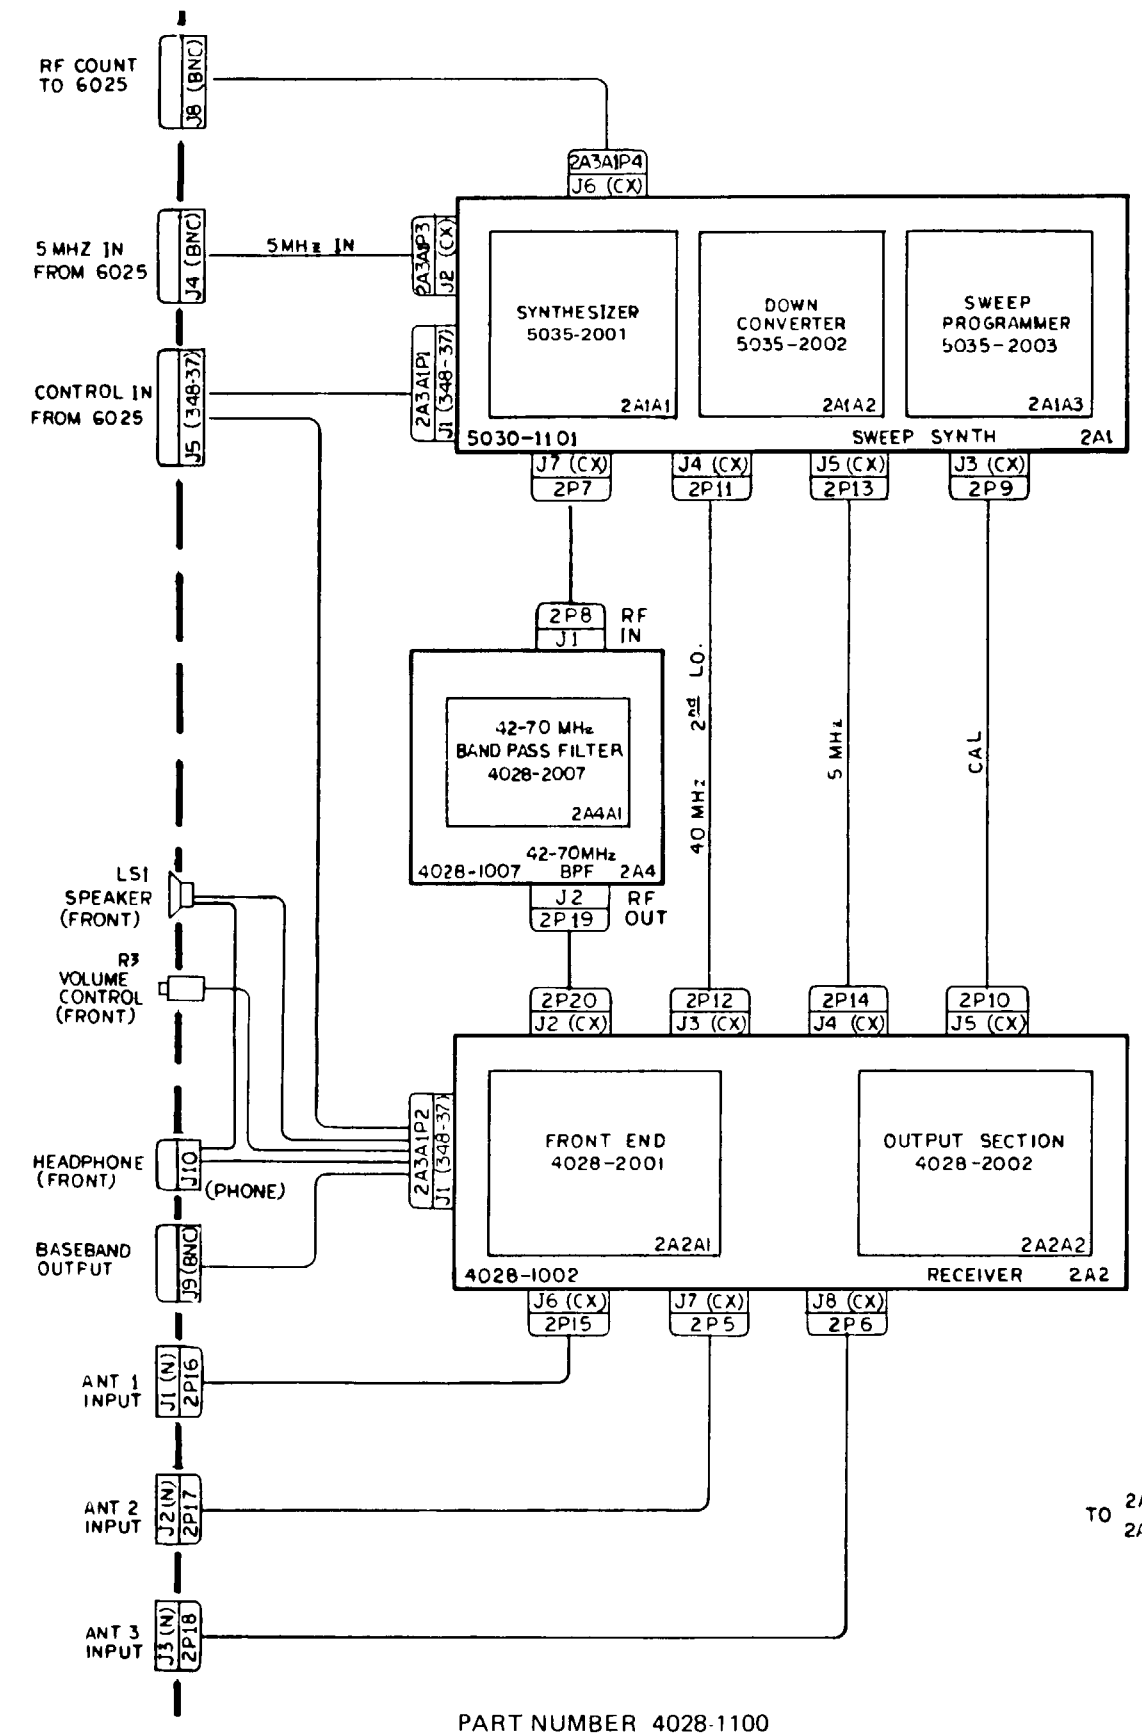 RF COUNT
TO 6025
J8 (BNC)
2A3A1P4
J6 (CX)
5 MHZ IN
FROM 6025
J4 (BNC)
5MHz IN
2A3A1P3
J2 (CX)
CONTROL IN
FROM 6025
J5 (348-37)
2A3A1P1
J1 (348-37)
SYNTHESIZER
5035-2001
2A1A1
DOWN
CONVERTER
5035-2002
2A1A2
SWEEP
PROGRAMMER
5035-2003
2A1A3
5030-1101
SWEEP SYNTH
2A1
J7 (CX)
2P7
J4 (CX)
2P11
J5 (CX)
2P13
J3 (CX)
2P9
2P8
J1
RF
IN
42-70 MHz
BAND PASS FILTER
4028-2007
2A4A1
4028-1007
42-70MHz
BPF
2A4
J2
2P19
RF
OUT
40 MHz 2nd LO.
5 MHz
CAL
LS1
SPEAKER
(FRONT)
R3
VOLUME
CONTROL
(FRONT)
2P20
J2 (CX)
2P12
J3 (CX)
2P14
J4 (CX)
2P10
J5 (CX)
HEADPHONE
(FRONT)
J10
(PHONE)
2A3A1P2
J1 (348-37)
FRONT END
4028-2001
2A2A1
OUTPUT SECTION
4028-2002
2A2A2
4028-1002
RECEIVER
2A2
BASEBAND
OUTPUT
J9 (BNC)
J6 (CX)
2P15
J7 (CX)
2P5
J8 (CX)
2P6
ANT 1
INPUT
J1 (N)
2P16
ANT 2
INPUT
J2 (N)
2P17
TO
2A
2A
ANT 3
INPUT
J3 (N)
2P18
PART NUMBER 4028-1100